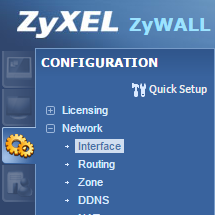 ZyXEL ZyWALL
CONFIGURATION
Quick Setup
Licensing
Network
Interface
Routing
Zone
DDNS